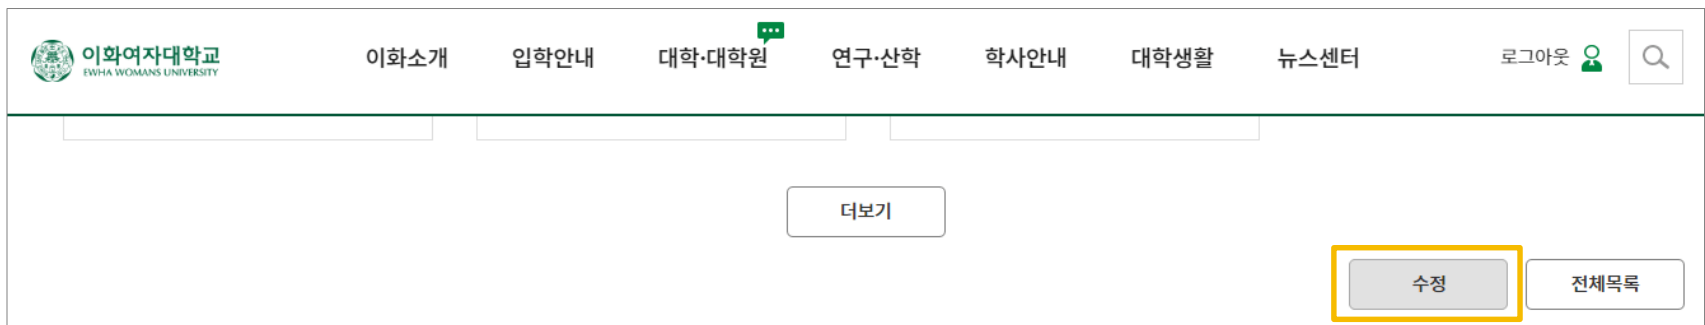 이화여자대학교
EWHA WOMANS UNIVERSITY
이화소개 입학안내 대학·대학원 연구·산학 학사안내 대학생활 뉴스센터 로그아웃
더보기
수정 전체목록